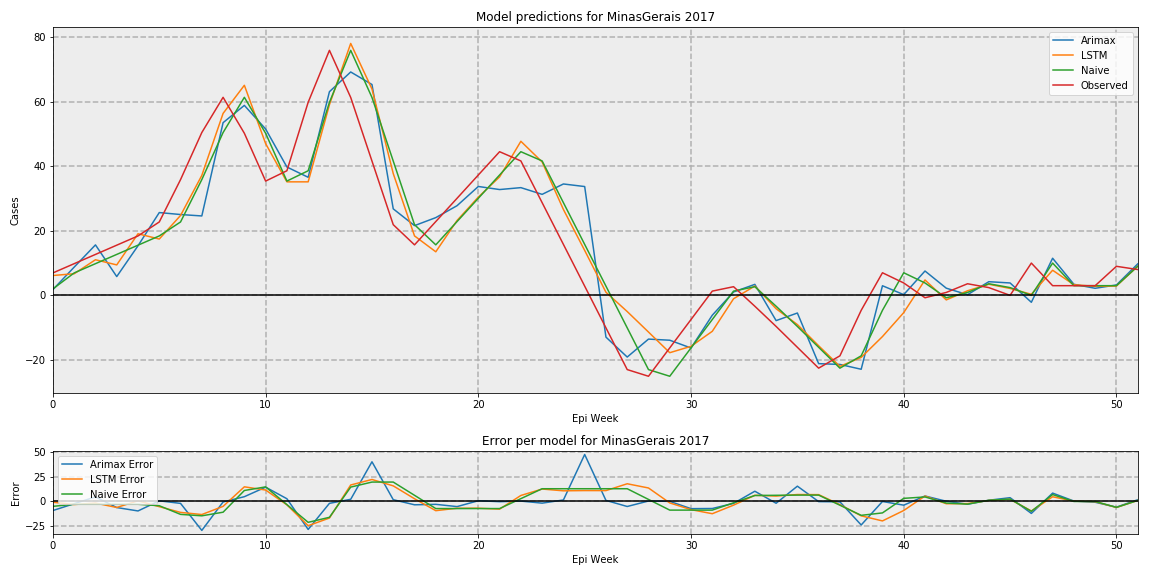 Model predictions for MinasGerais 2017
80
60
40
20
0
−20
Cases
Arimax
LSTM
Naive
Observed
0 10 20 30 40 50
Epi Week
Error per model for MinasGerais 2017
50
25
0
−25
Error
Arimax Error
LSTM Error
Naive Error
0 10 20 30 40 50
Epi Week